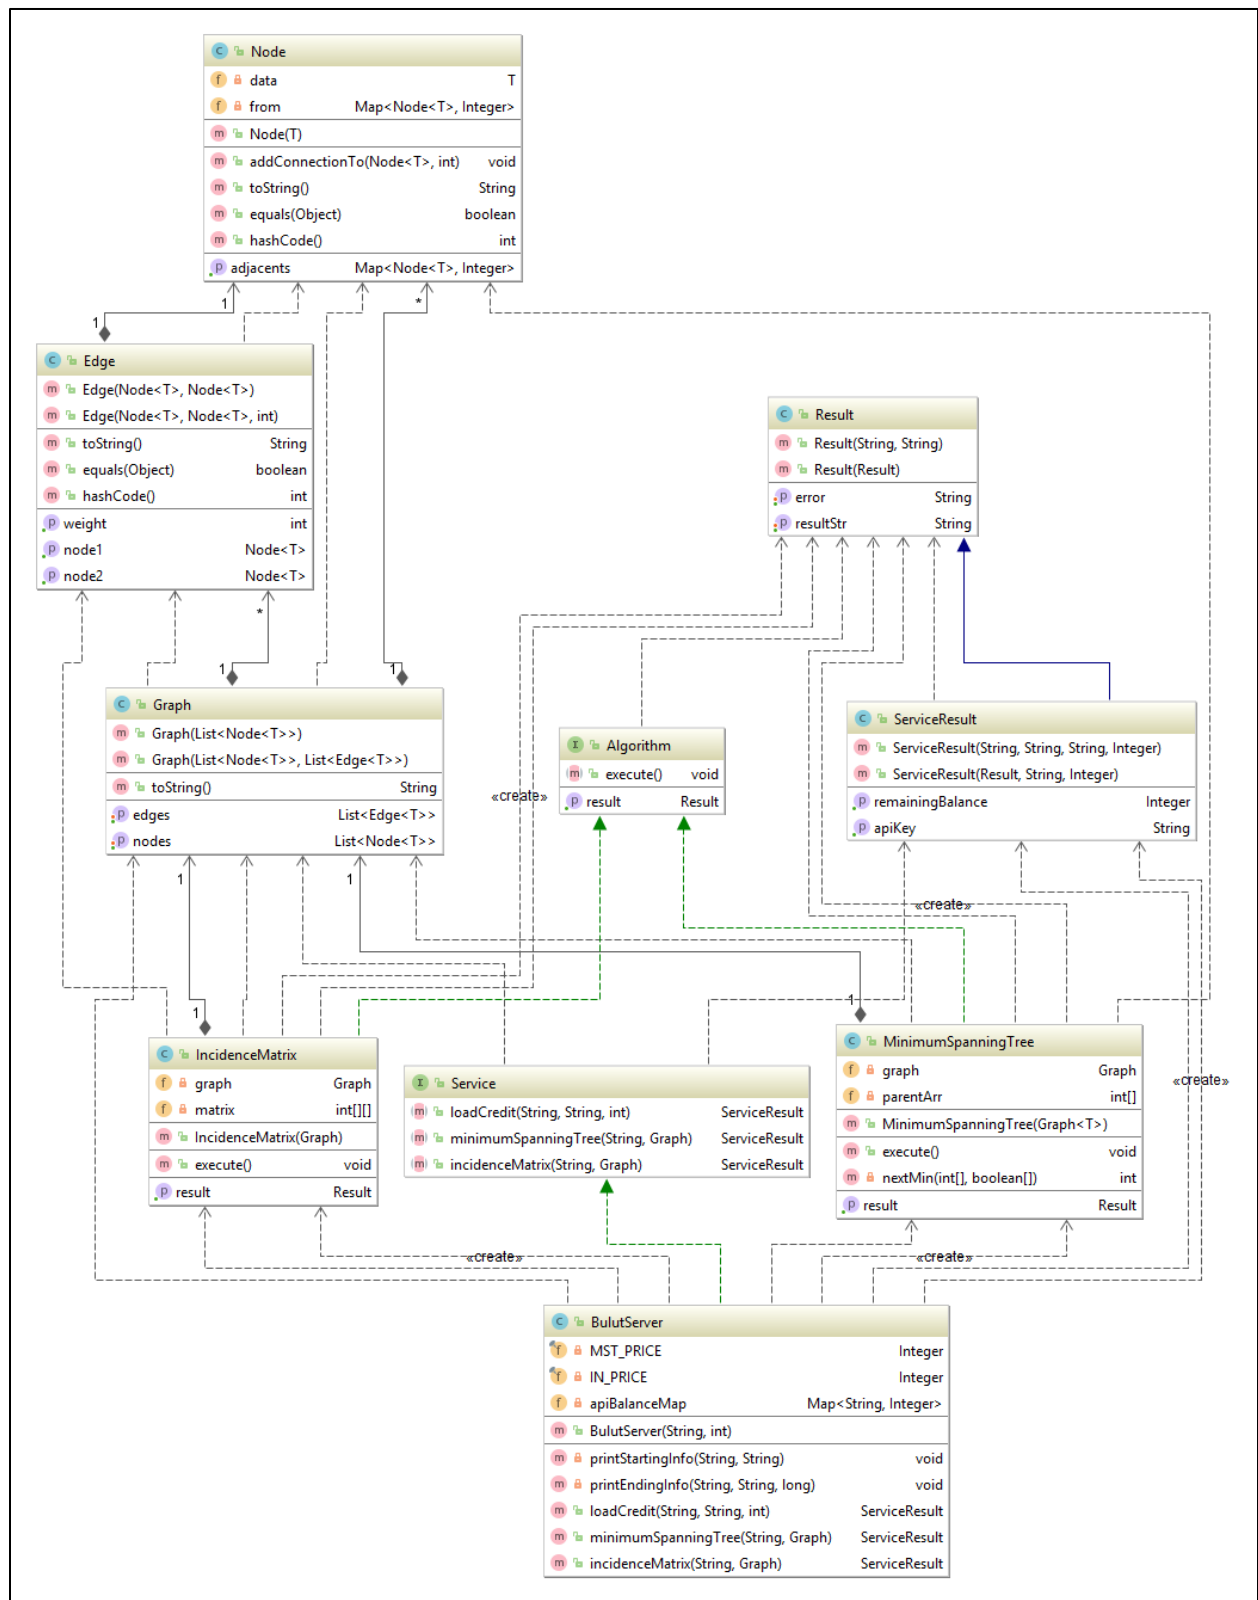 Node
data T
from Map<Node<T>, Integer>
Node(T)
addConnectionTo(Node<T>, int) void
toString() String
equals(Object) boolean
hashCode() int
adjacents Map<Node<T>, Integer>
1 *
1
Edge
Edge(Node<T>, Node<T>)
Edge(Node<T>, Node<T>, int)
toString() String
equals(Object) boolean
hashCode() int
weight int
node1 Node<T>
node2 Node<T>
Result
Result(String, String)
Result(Result)
error String
resultStr String
*
1 1
Graph
Graph(List<Node<T>>)
Graph(List<Node<T>>, List<Edge<T>>)
toString() String
edges List<Edge<T>>
nodes List<Node<T>>
«create»
Algorithm
execute() void
result Result
ServiceResult
ServiceResult(String, String, String, Integer)
ServiceResult(Result, String, Integer)
remainingBalance Integer
apiKey String
1 1
«create»
1 1
IncidenceMatrix
graph Graph
matrix int[][]
IncidenceMatrix(Graph)
execute() void
result Result
Service
loadCredit(String, String, int) ServiceResult
minimumSpanningTree(String, Graph) ServiceResult
incidenceMatrix(String, Graph) ServiceResult
MinimumSpanningTree
graph Graph
parentArr int[]
MinimumSpanningTree(Graph<T>)
execute() void
nextMin(int[], boolean[]) int
result Result
«create»
«create» «create»
BulutServer
MST_PRICE Integer
IN_PRICE Integer
apiBalanceMap Map<String, Integer>
BulutServer(String, int)
printStartingInfo(String, String) void
printEndingInfo(String, String, long) void
loadCredit(String, String, int) ServiceResult
minimumSpanningTree(String, Graph) ServiceResult
incidenceMatrix(String, Graph) ServiceResult